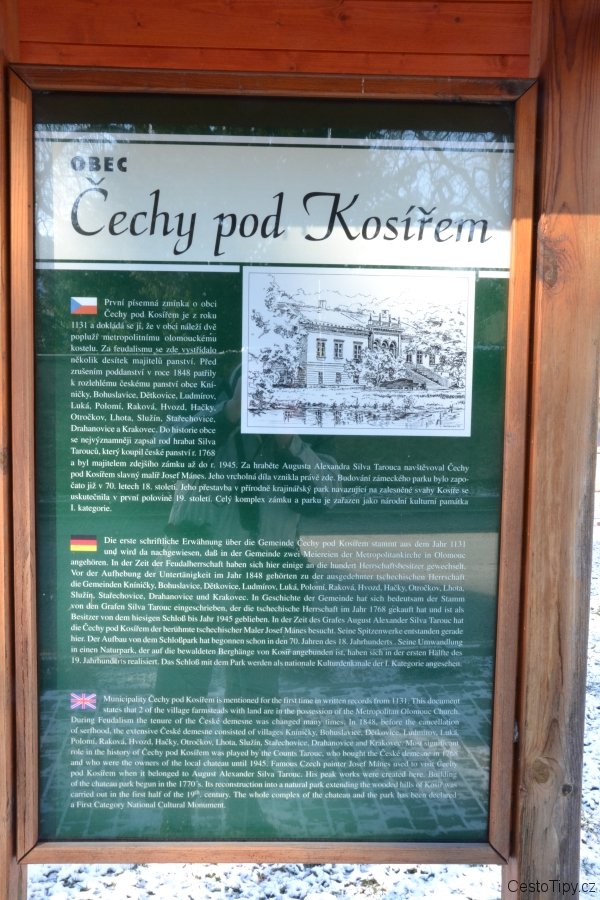 OBEC
Čechy pod Kosířem
První písemná zmínka o obci
Čechy pod Kosířem je z roku
1131 a dokládá se jí, že v obci náleží dvě
popluží metropolitnímu olomouckému
kostelu. Za feudalismu se zde vystřídalo
několik desítek majitelů panství. Před
zrušením poddanství v roce 1848 patřily
k rozlehlému českému panství obce Kní-
ničky, Bohuslavice, Dětkovice, Ludmírov,
Luká, Polomí, Raková, Hvozd, Hačky,
Otročkov, Lhota, Služín, Stařechovice,
Drahanovice a Krakovec. Do historie obce
se nejvýznamněji zapsal rod hrabat Silva
Tarouců, který koupil české panství r. 1768
a byl majitelem zdejšího zámku až do r. 1945. Za hraběte Augusta Alexandra Silva Tarouca navštěvoval Čechy
pod Kosířem slavný malíř Josef Mánes. Jeho vrcholná díla vznikla právě zde. Budování zámeckého parku bylo zapo-
čato již v 70. letech 18. století. Jeho přestavba v přírodně krajinářský park navazující na zalesněné svahy Kosíře se
uskutečnila v první polovině 19. století. Celý komplex zámku a parku je zařazen jako národní kulturní památka
I. kategorie.
Die erste schriftliche Erwähnung über die Gemeinde Čechy pod Kosířem stammt aus dem Jahr 1131
und wird da nachgewiesen, daß in der Gemeinde zwei Meiereien der Metropolitankirche in Olomouc
angehören. In der Zeit der Feudalherrschaft haben sich hier einige an die hundert Herrschaftsbesitzer gewechselt.
Vor der Aufhebung der Untertänigkeit im Jahr 1848 gehörten zu der ausgedehnter tschechischen Herrschaft
die Gemeinden Kníničky, Bohuslavice, Dětkovice, Ludmírov, Luká, Polomí, Raková, Hvozd, Hačky, Otročkov, Lhota,
Služín, Stařechovice, Drahanovice und Krakovec. In Geschichte der Gemeinde hat sich bedeutsam der Stamm
von den Grafen Silva Tarouc eingeschrieben, der die tschechische Herrschaft im Jahr 1768 gekauft hat und ist als
Besitzer von dem hiesigen Schloß bis Jahr 1945 geblieben. In der Zeit des Grafes August Alexander Silva Tarouc hat
die Čechy pod Kosířem der berühmte tschechischer Maler Josef Mánes besucht. Seine Spitzenwerke entstanden gerade
hier. Der Aufbau von dem Schloßpark hat begonnen schon in den 70. Jahren des 18. Jahrhunderts . Seine Umwandlung
in einen Naturpark, der auf die bewaldeten Berghänge von Kosíř angebunden ist, haben sich in der ersten Hälfte des
19. Jahrhunderts realisiert. Das Schloß mit dem Park werden als nationale Kulturdenkmale der I. Kategorie angesehen.
Municipality Čechy pod Kosířem is mentioned for the first time in written records from 1131. This document
states that 2 of the village farmsteads with land are in the possession of the Metropolitan Olomouc Church.
During Feudalism the tenure of the České demesne was changed many times. In 1848, before the cancellation
of serfhood, the extensive České demesne consisted of villages Kníničky, Bohuslavice, Dětkovice, Ludmírov, Luká,
Polomí, Raková, Hvozd, Hačky, Otročkov, Lhota, Služín, Stařechovice, Drahanovice and Krakovec. Most significant
role in the history of Čechy pod Kosířem was played by the Counts Tarouc, who bought the České demesne in 1768
and who were the owners of the local chateau until 1945. Famous Czech painter Josef Mánes used to visit Čechy
pod Kosířem when it belonged to August Alexander Silva Tarouc. His peak works were created here. Building
of the chateau park begun in the 1770´s. Its reconstruction into a natural park extending the wooded hills of Kosíř was
carried out in the first half of the 19th. century. The whole complex of the chateau and the park has been declared
a First Category National Cultural Monument.
CestoTipy.cz